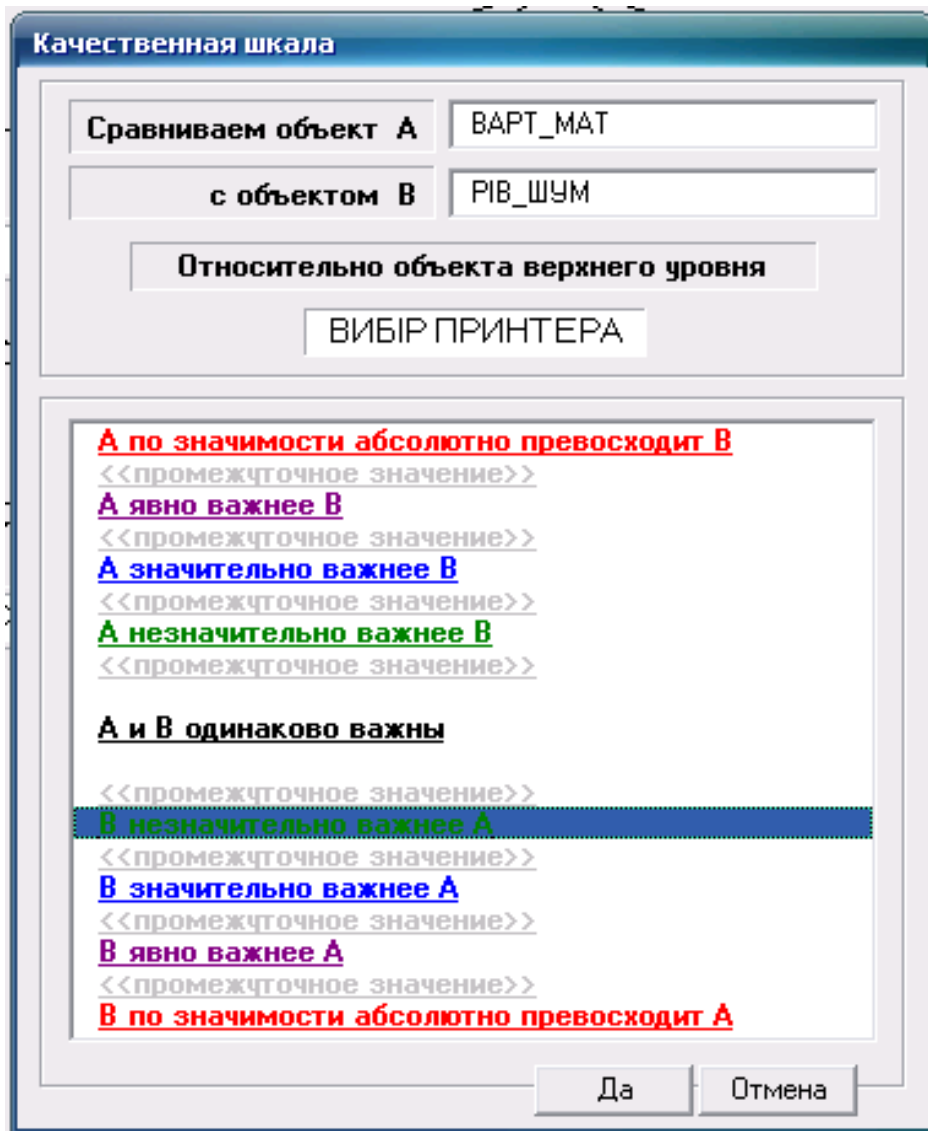 Качественная шкала
Сравниваем объект А ВАРТ_МАТ
с объектом В РІВ_ШУМ
Относительно объекта верхнего уровня
ВИБІР ПРИНТЕРА
А по значимости абсолютно превосходит В
<<промежуточное значение>>
А явно важнее В
<<промежуточное значение>>
А значительно важнее В
<<промежуточное значение>>
А незначительно важнее В
<<промежуточное значение>>
А и В одинаково важны
<<промежуточное значение>>
В незначительно важнее А
<<промежуточное значение>>
В значительно важнее А
<<промежуточное значение>>
В явно важнее А
<<промежуточное значение>>
В по значимости абсолютно превосходит А
Да Отмена